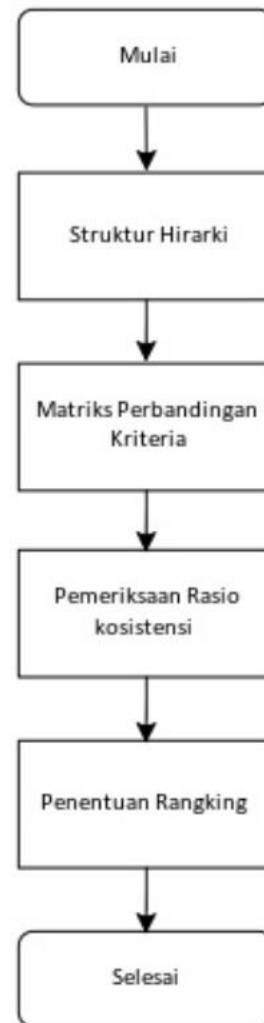 Mulai
Struktur Hirarki
Matriks Perbandingan
Kriteria
Pemeriksaan Rasio
kosistensi
Penentuan Rangking
Selesai